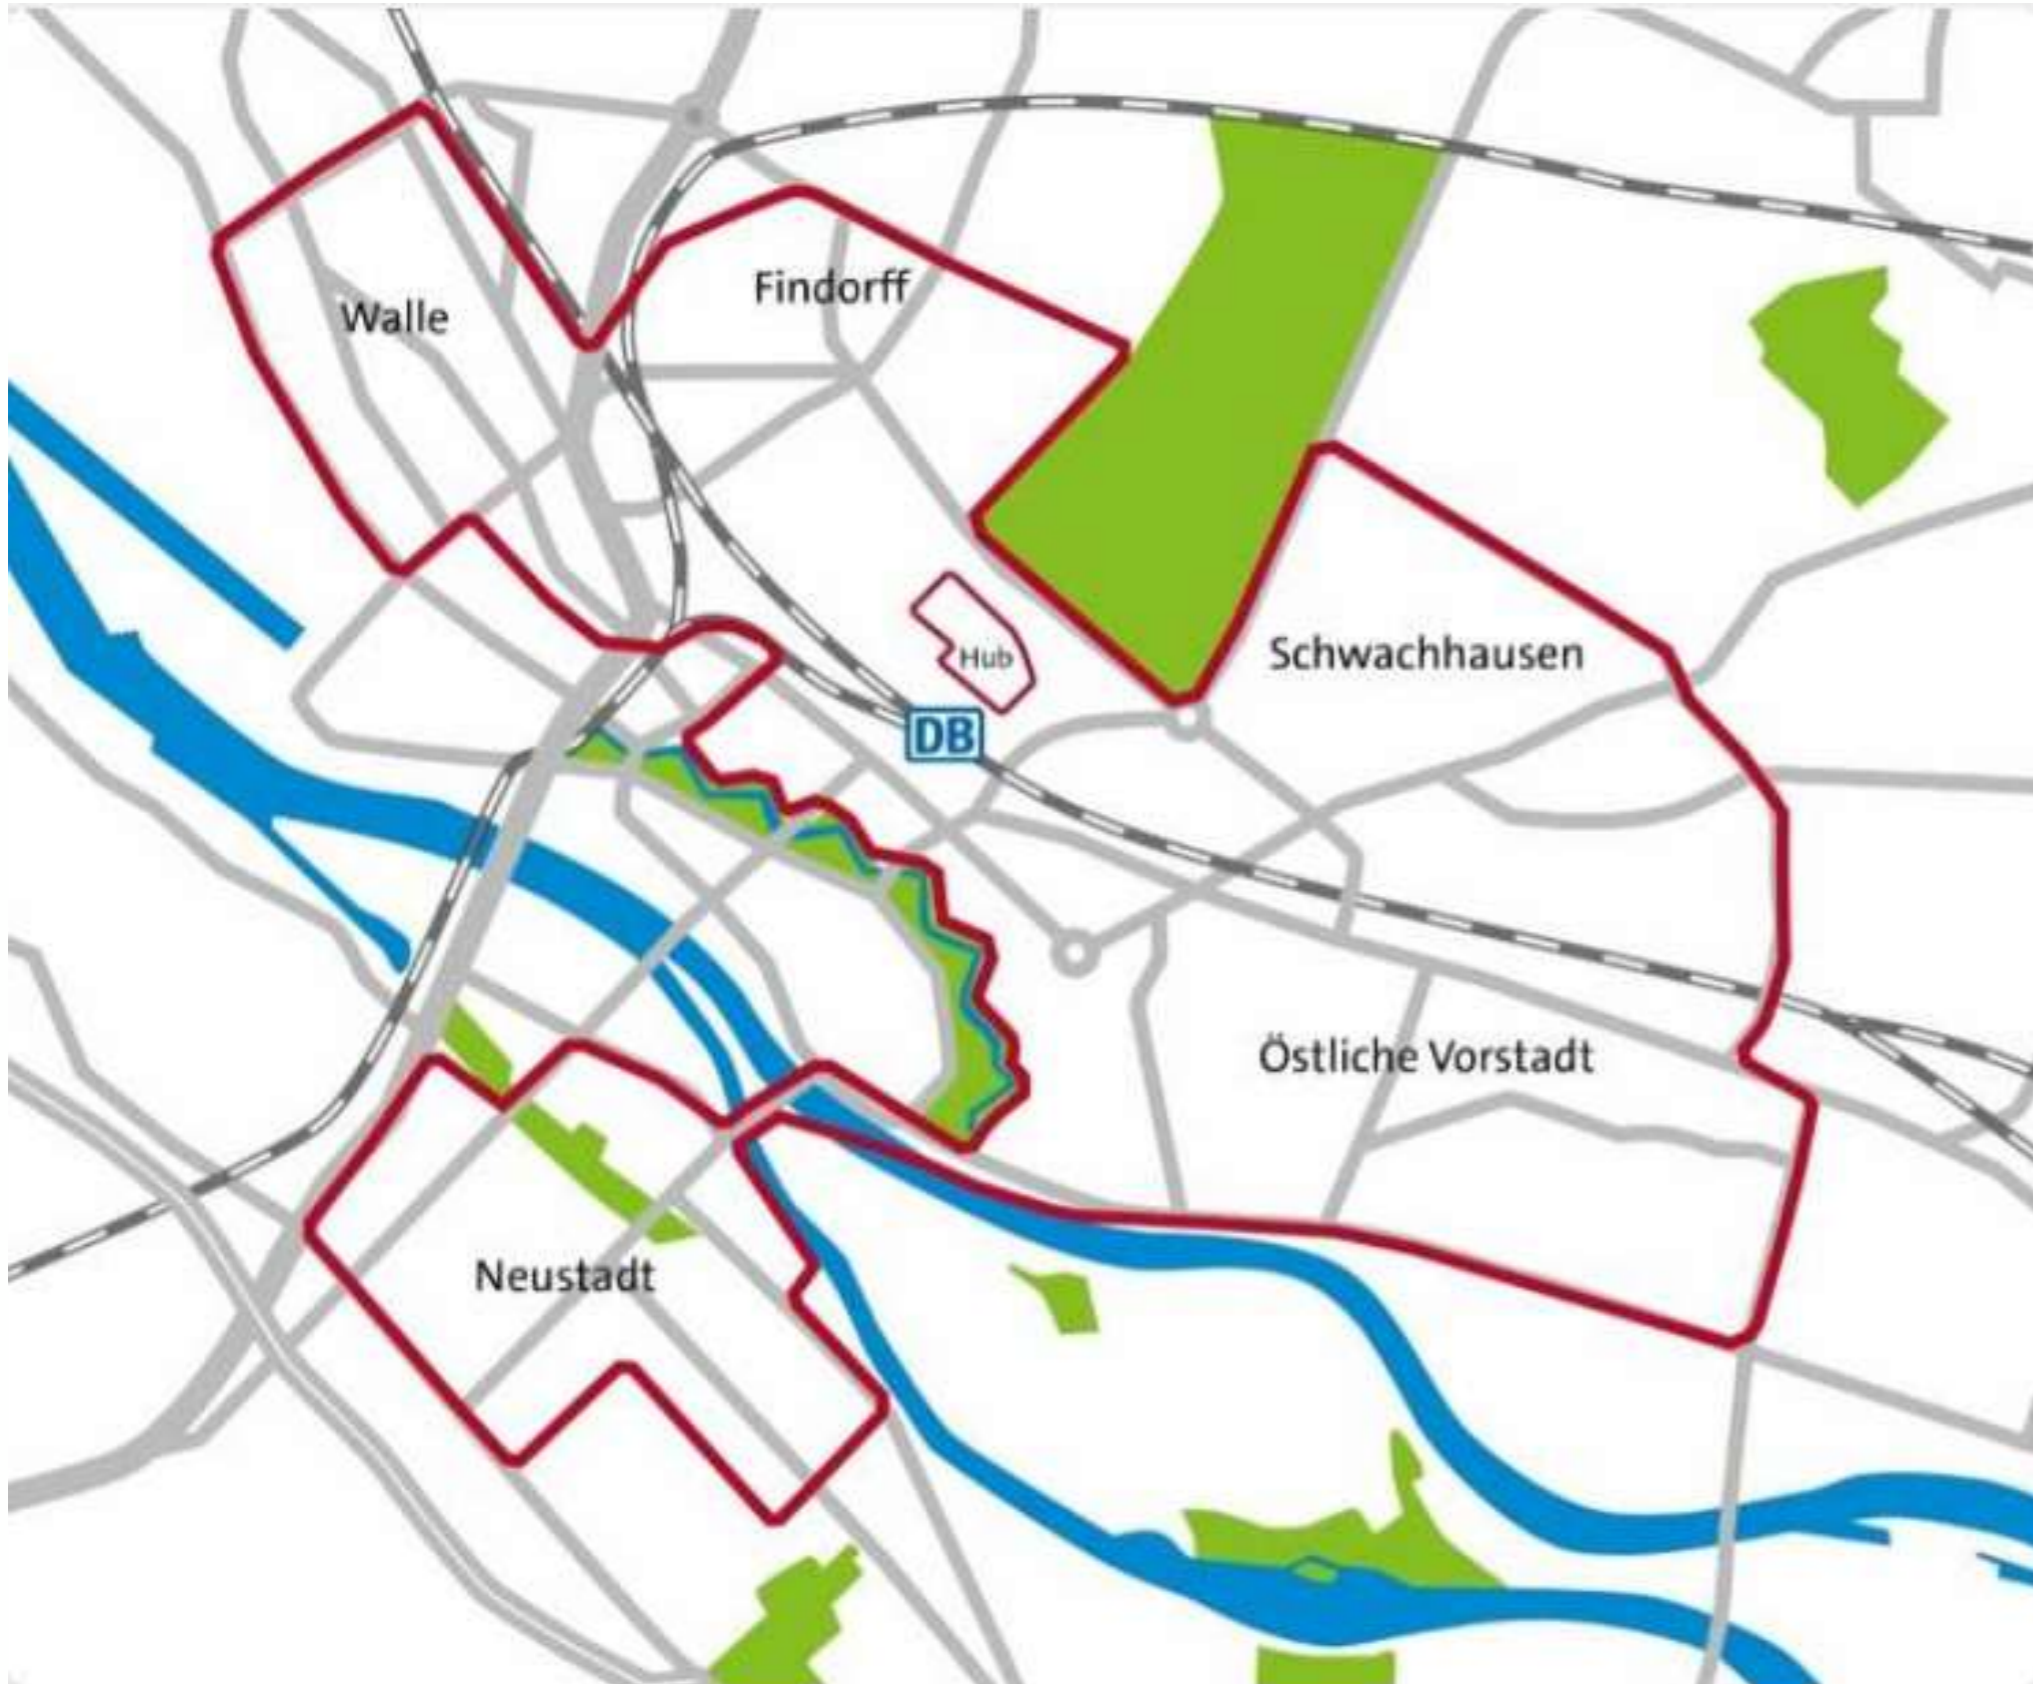 Findorff
Walle
Schwachhausen
Hub
DB
Östliche Vorstadt
Neustadt